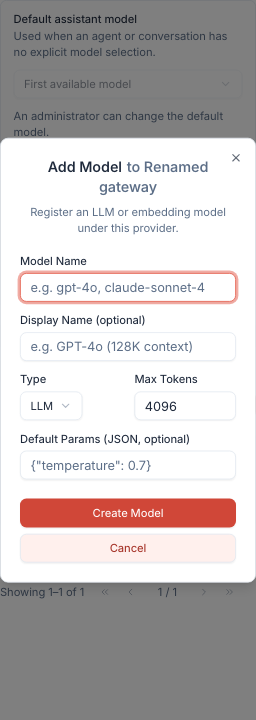 Default assistant model
Used when an agent or conversation has
no explicit model selection.
First available model
An administrator can change the default
model.
Add Model to Renamed
gateway
Register an LLM or embedding model
under this provider.
Model Name
e.g. gpt-4o, claude-sonnet-4
Display Name (optional)
e.g. GPT-4o (128K context)
Type
Max Tokens
LLM
4096
Default Params (JSON, optional)
{"temperature": 0.7}
Create Model
Cancel
Showing 1–1 of 1
1 / 1